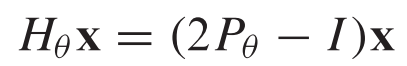 H_θ𝐱 = (2P_θ − I)𝐱